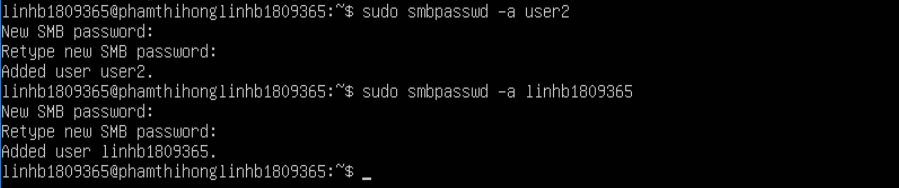 linhb1809365@phamthihonglinhb1809365:~$ sudo smbpasswd -a user2
New SMB password:
Retype new SMB password:
Added user user2.
linhb1809365@phamthihonglinhb1809365:~$ sudo smbpasswd -a linhb1809365
New SMB password:
Retype new SMB password:
Added user linhb1809365.
linhb1809365@phamthihonglinhb1809365:~$ _